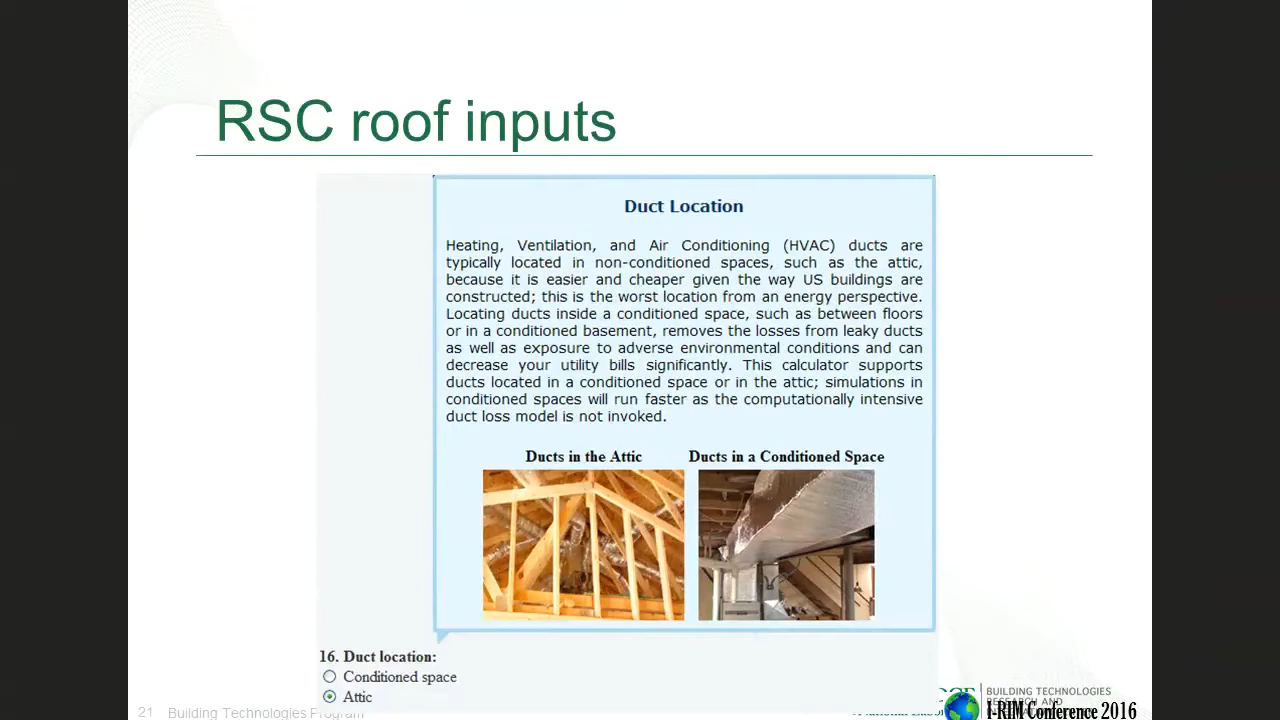 RSC roof inputs
Duct Location
Heating, Ventilation, and Air Conditioning (HVAC) ducts are
typically located in non-conditioned spaces, such as the attic,
because it is easier and cheaper given the way US buildings are
constructed; this is the worst location from an energy perspective.
Locating ducts inside a conditioned space, such as between floors
or in a conditioned basement, removes the losses from leaky ducts
as well as exposure to adverse environmental conditions and can
decrease your utility bills significantly. This calculator supports
ducts located in a conditioned space or in the attic; simulations in
conditioned spaces will run faster as the computationally intensive
duct loss model is not invoked.
Ducts in the Attic
Ducts in a Conditioned Space
16. Duct location:
Conditioned space
Attic
21 Building Technologies Program
BUILDING TECHNOLOGIES
RESEARCH AND
I-RIM Conference 2016